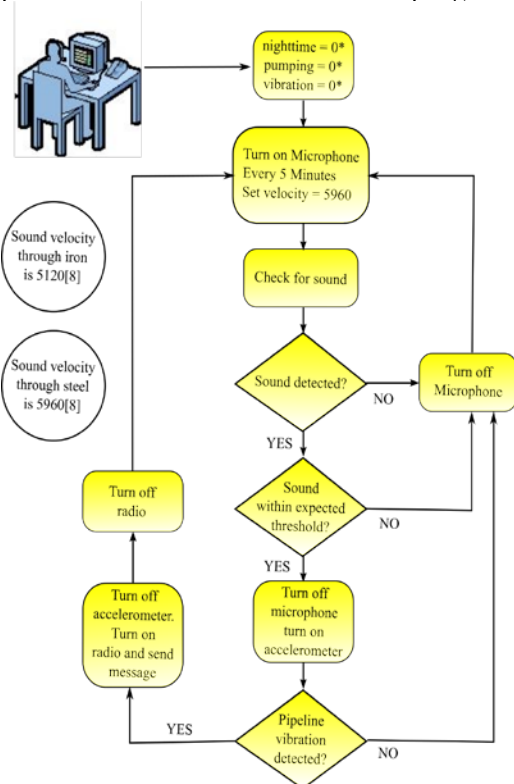 nighttime = 0*
pumping = 0*
vibration = 0*
Turn on Microphone
Every 5 Minutes
Set velocity = 5960
Sound velocity
through iron
is 5120[8]
Check for sound
Sound velocity
through steel
is 5960[8]
Sound detected?
NO
Turn off
Microphone
YES
Sound
within expected
threshold?
NO
YES
Turn off
radio
Turn off
microphone
turn on
accelerometer
Turn off
accelerometer.
Turn on
radio and send
message
Pipeline
vibration
detected?
YES
NO